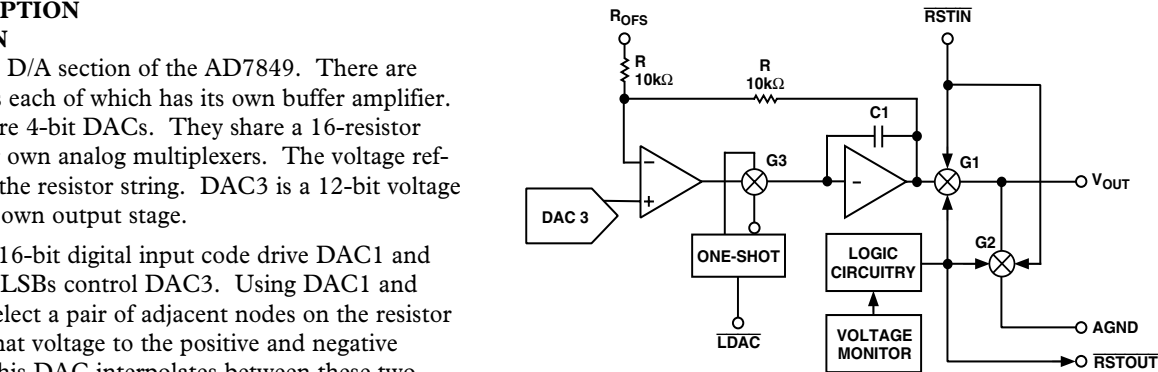 PTION
N
D/A section of the AD7849. There are
s each of which has its own buffer amplifier.
re 4-bit DACs. They share a 16-resistor
r own analog multiplexers. The voltage ref-
the resistor string. DAC3 is a 12-bit voltage
own output stage.
16-bit digital input code drive DAC1 and
LSBs control DAC3. Using DAC1 and
elect a pair of adjacent nodes on the resistor
hat voltage to the positive and negative
his DAC interpolates between these two
ROFS
RSTIN
R
10kΩ
R
10kΩ
C1
G3
G1
VOUT
DAC 3
–
+
–
ONE-SHOT
LOGIC
CIRCUITRY
G2
LDAC
VOLTAGE
MONITOR
AGND
RSTOUT